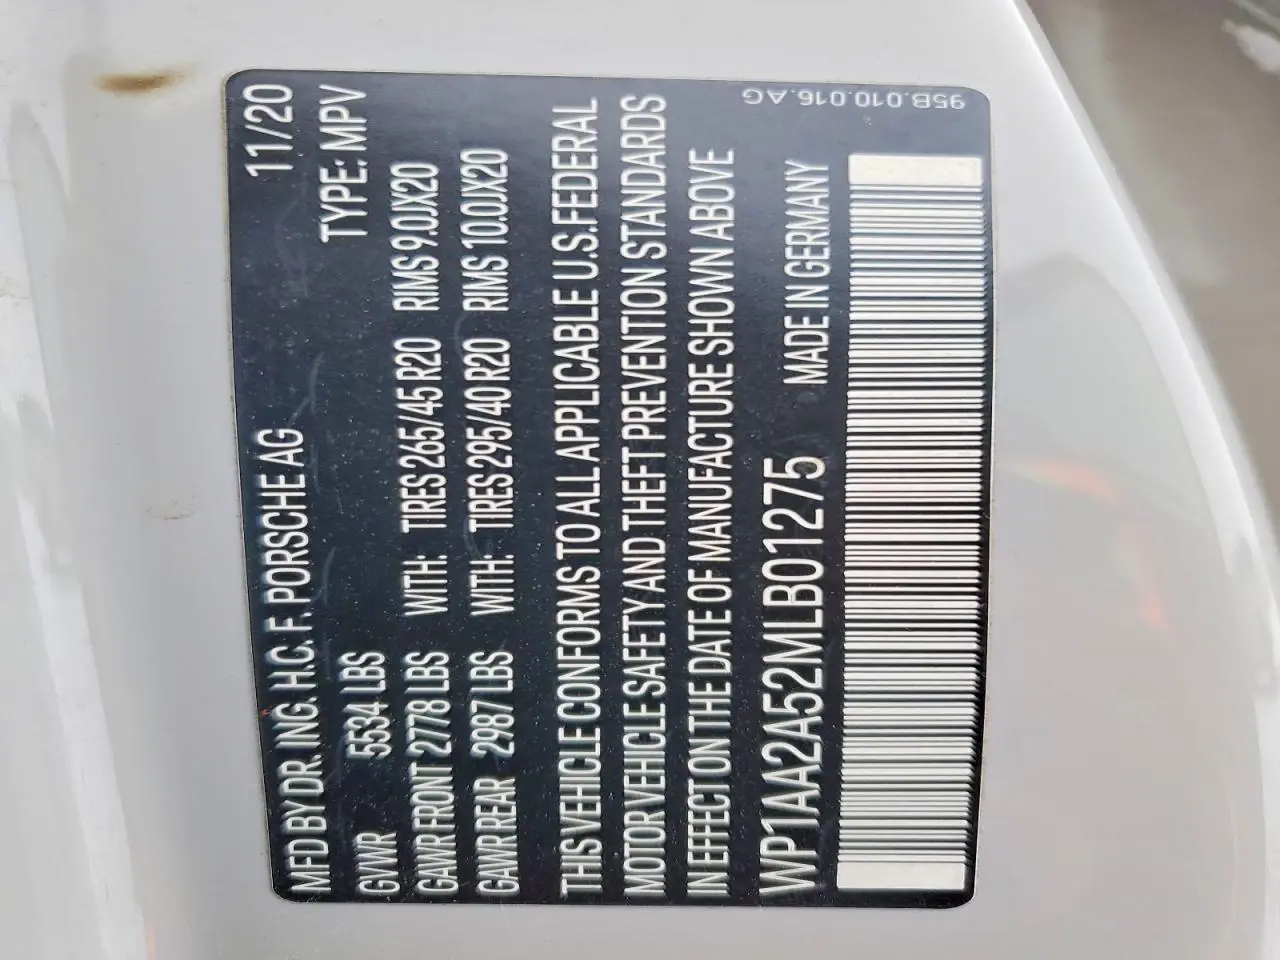 MFD BY DR. ING. H.C. F. PORSCHE AG 11/20
GVWR 5534 LBS TYPE: MPV
GAWR FRONT 2778 LBS WITH: TIRES 265/45 R20 RIMS 9.0JX20
GAWR REAR 2987 LBS WITH: TIRES 295/40 R20 RIMS 10.0JX20
THIS VEHICLE CONFORMS TO ALL APPLICABLE U.S.FEDERAL
MOTOR VEHICLE SAFETY AND THEFT PREVENTION STANDARDS
IN EFFECT ON THE DATE OF MANUFACTURE SHOWN ABOVE
WP1AA2A52MLB01275 MADE IN GERMANY
95B.010.016.AG